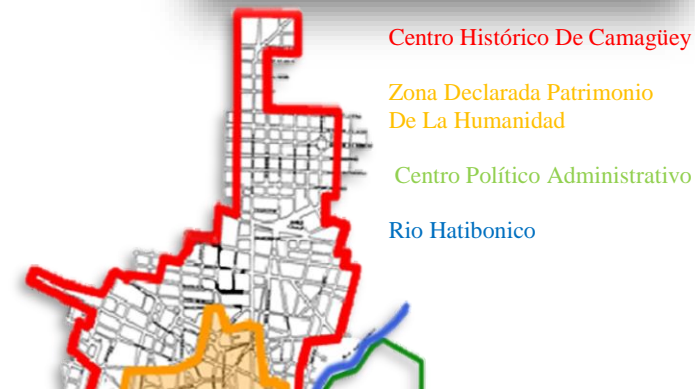 Centro Histórico De Camagüey
Zona Declarada Patrimonio
De La Humanidad
Centro Político Administrativo
Rio Hatibonico